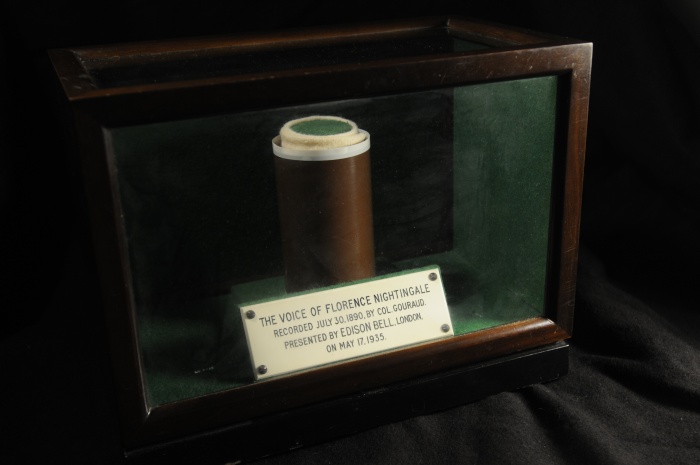 THE VOICE OF FLORENCE NIGHTINGALE
RECORDED JULY 30, 1890, BY COL. GOURAUD.
PRESENTED BY EDISON BELL, LONDON,
ON MAY 17, 1935.